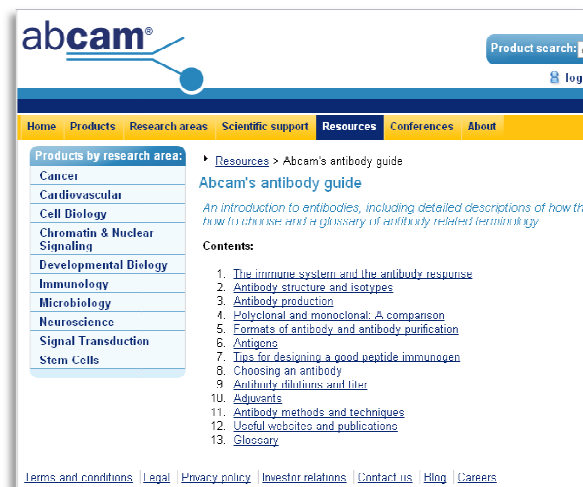 abcam®
Product search:
log
Home Products Research areas Scientific support Resources Conferences About
Products by research area:
Cancer
Cardiovascular
Cell Biology
Chromatin & Nuclear
Signaling
Developmental Biology
Immunology
Microbiology
Neuroscience
Signal Transduction
Stem Cells
Resources > Abcam's antibody guide
Abcam's antibody guide
An introduction to antibodies, including detailed descriptions of how th
how to choose and a glossary of antibody related terminology
Contents:
1. The immune system and the antibody response
2. Antibody structure and isotypes
3. Antibody production
4. Polyclonal and monoclonal: A comparison
5. Formats of antibody and antibody purification
6. Antigens
7. Tips for designing a good peptide immunogen
8. Choosing an antibody
9. Antibody dilutions and titer
10. Adjuvants
11. Antibody methods and techniques
12. Useful websites and publications
13. Glossary
Terms and conditions | Legal | Privacy policy | Investor relations | Contact us | Blog | Careers